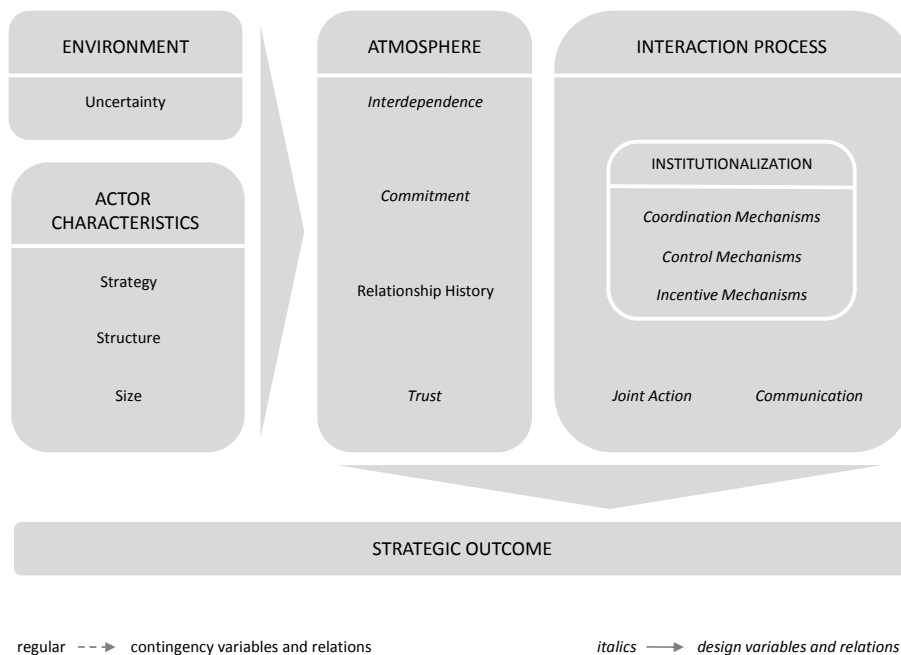 ENVIRONMENT
Uncertainty
ACTOR
CHARACTERISTICS
Strategy
Structure
Size
ATMOSPHERE
Interdependence
Commitment
Relationship History
Trust
INTERACTION PROCESS
INSTITUTIONALIZATION
Coordination Mechanisms
Control Mechanisms
Incentive Mechanisms
Joint Action Communication
STRATEGIC OUTCOME
regular contingency variables and relations
italics design variables and relations